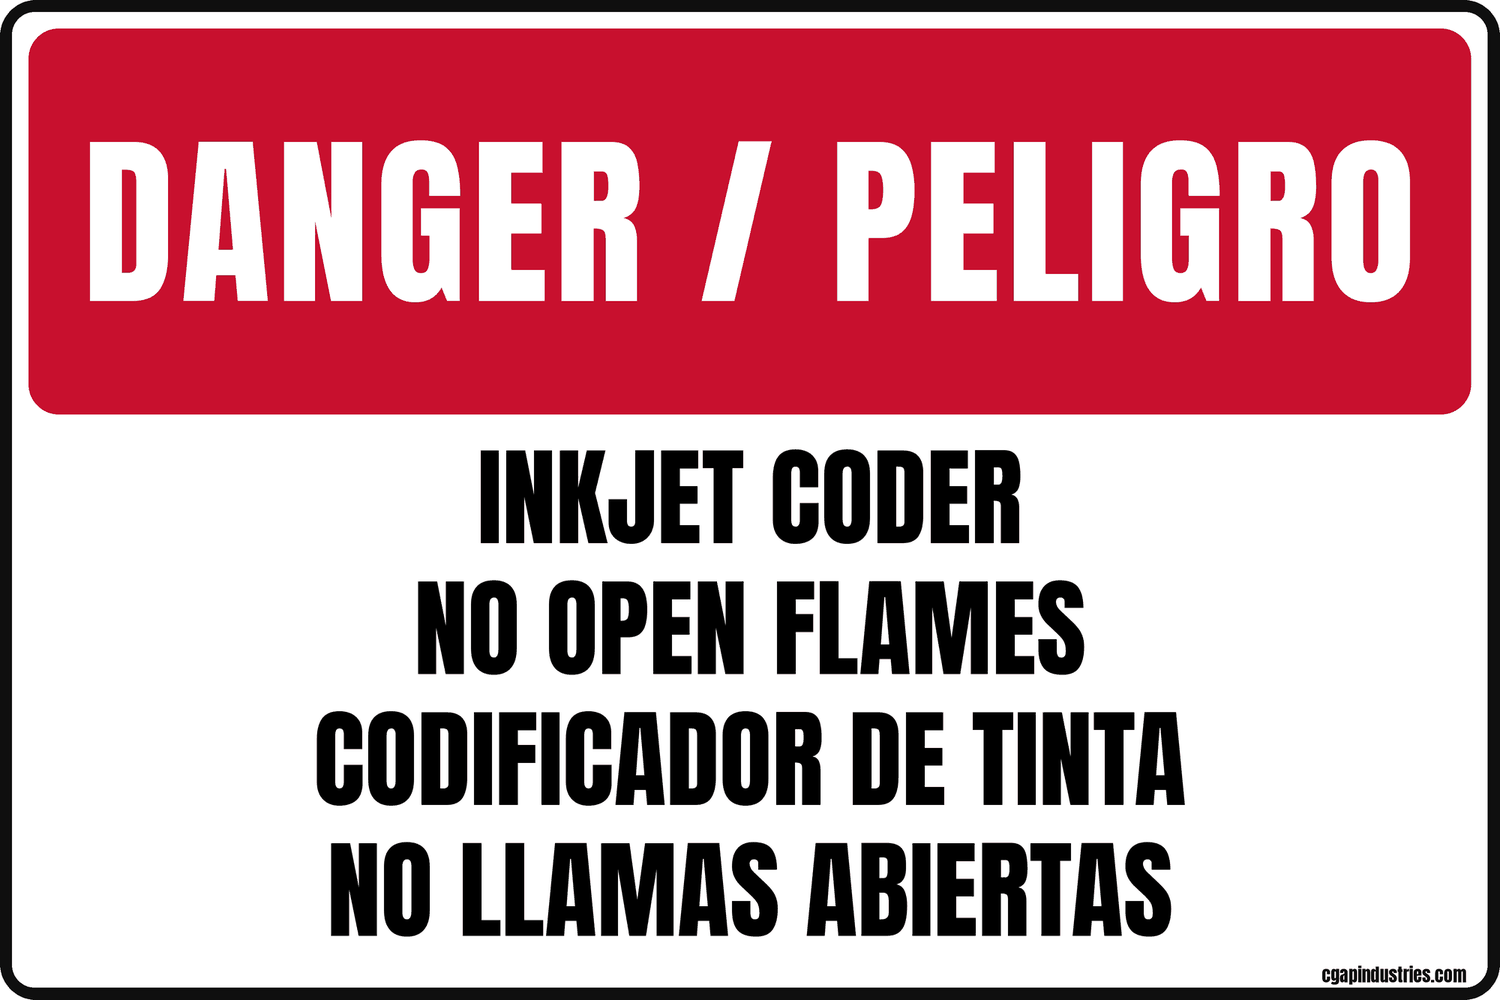 DANGER / PELIGRO
INKJET CODER
NO OPEN FLAMES
CODIFICADOR DE TINTA
NO LLAMAS ABIERTAS
cgapindustries.com